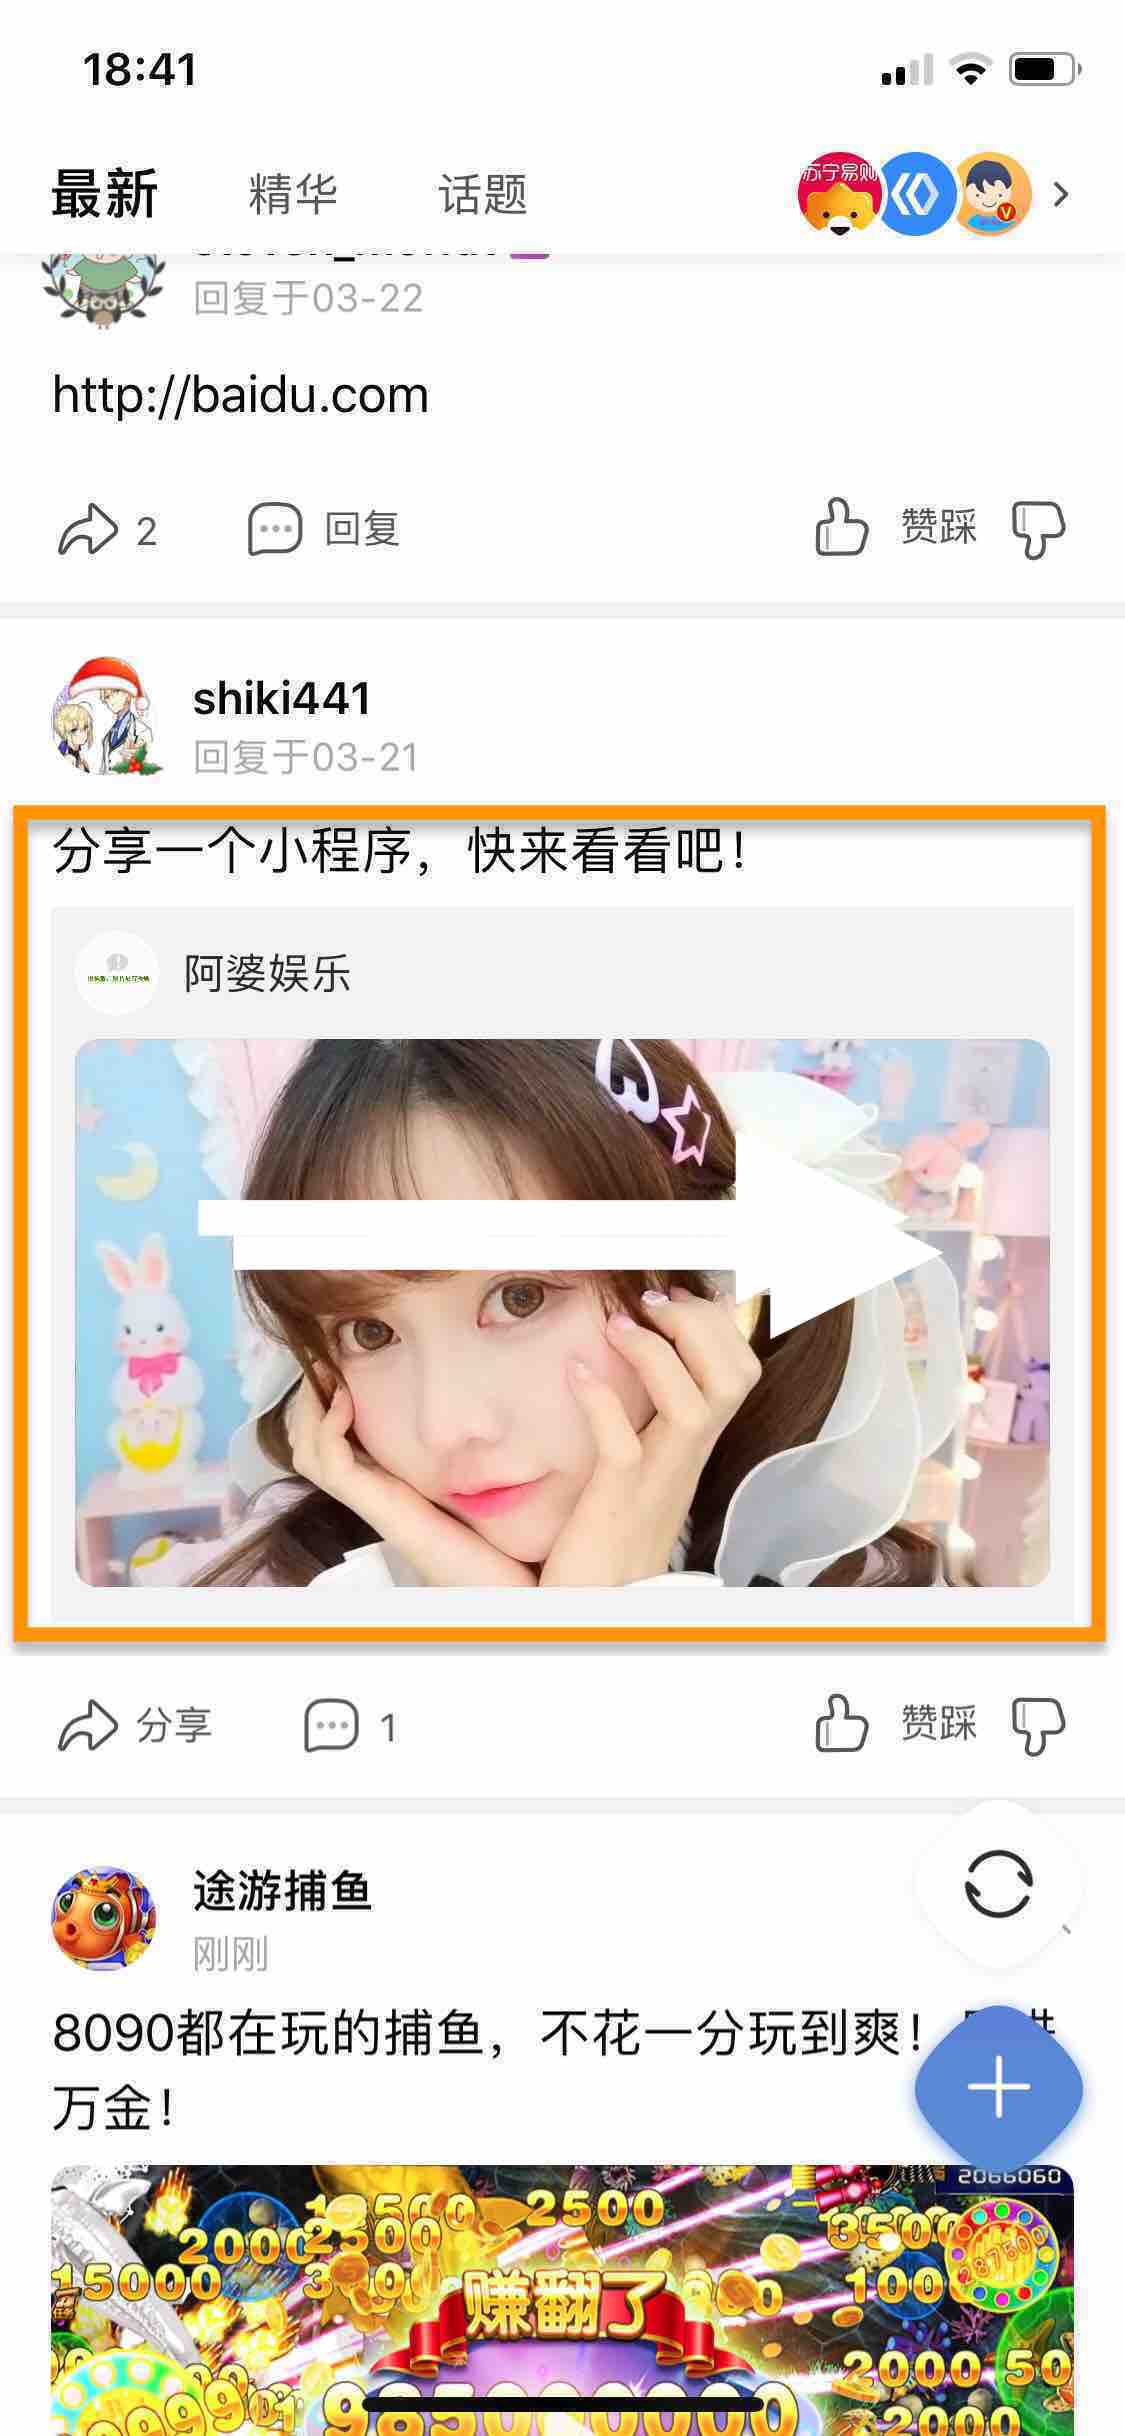 18:41
最新 精华 话题
苏宁易购
回复于03-22
http://baidu.com
2 回复 赞踩
shiki441
回复于03-21
分享一个小程序，快来看看吧！
阿婆娱乐
分享 1 赞踩
途游捕鱼
刚刚
8090都在玩的捕鱼，不花一分玩到爽！
万金！
2066060
2500
3500
2000 2500
15000
100
87500
赚翻了
2000 50
2000